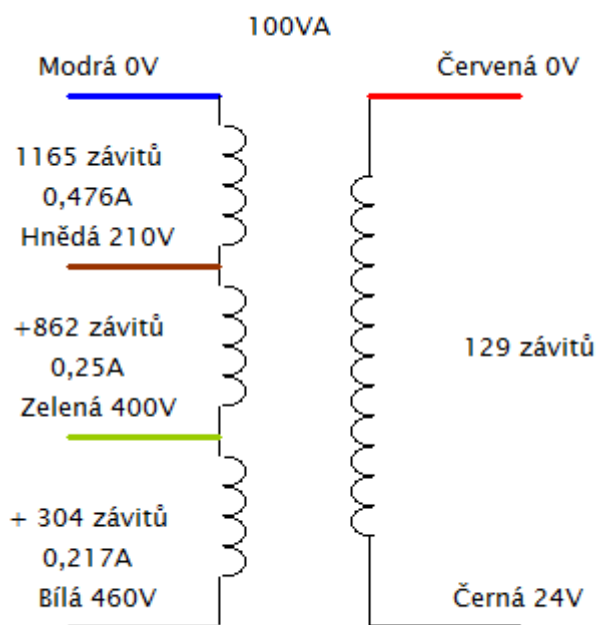 100VA
Modrá 0V
Červená 0V
1165 závitů
0,476A
Hnědá 210V
+862 závitů
0,25A
Zelená 400V
129 závitů
+ 304 závitů
0,217A
Bílá 460V
Černá 24V